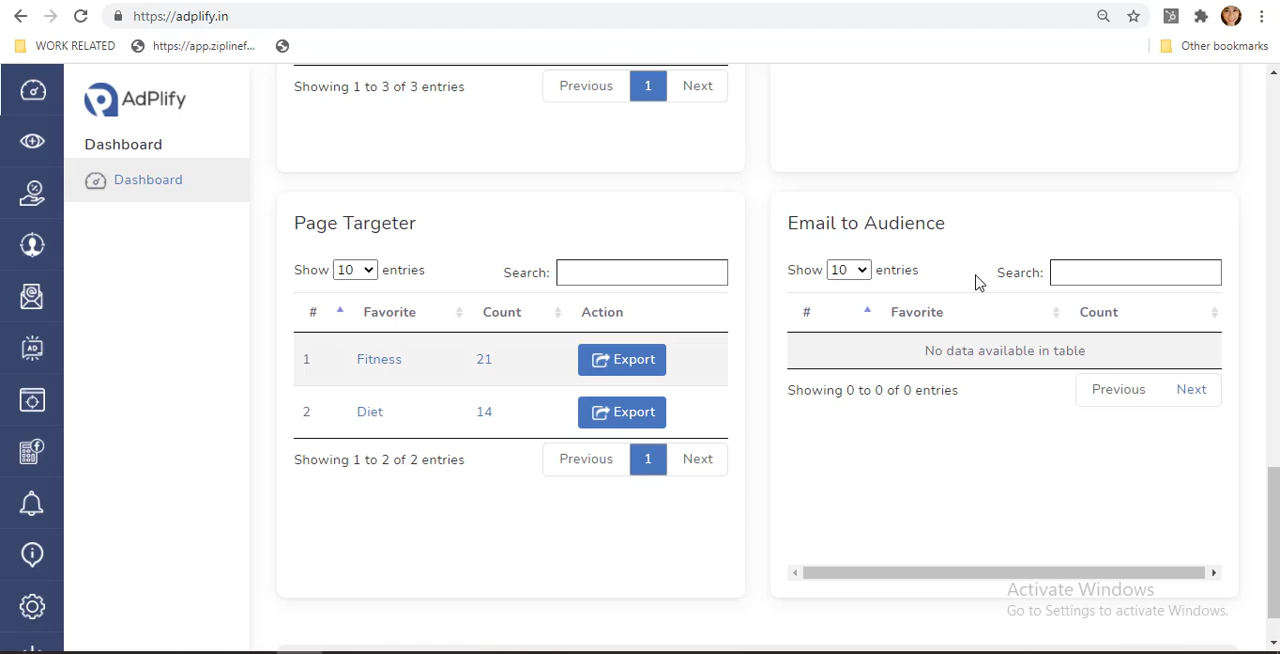 https://adplify.in
WORK RELATED
https://app.ziplinef...
Other bookmarks
AdPlify
Dashboard
Dashboard
Showing 1 to 3 of 3 entries
Previous 1 Next
Page Targeter
Show 10 entries
Search:
# Favorite Count Action
1 Fitness 21 Export
2 Diet 14 Export
Showing 1 to 2 of 2 entries
Previous 1 Next
Email to Audience
Show 10 entries
Search:
# Favorite Count
No data available in table
Showing 0 to 0 of 0 entries
Previous Next
AD
Activate Windows
Go to Settings to activate Windows.